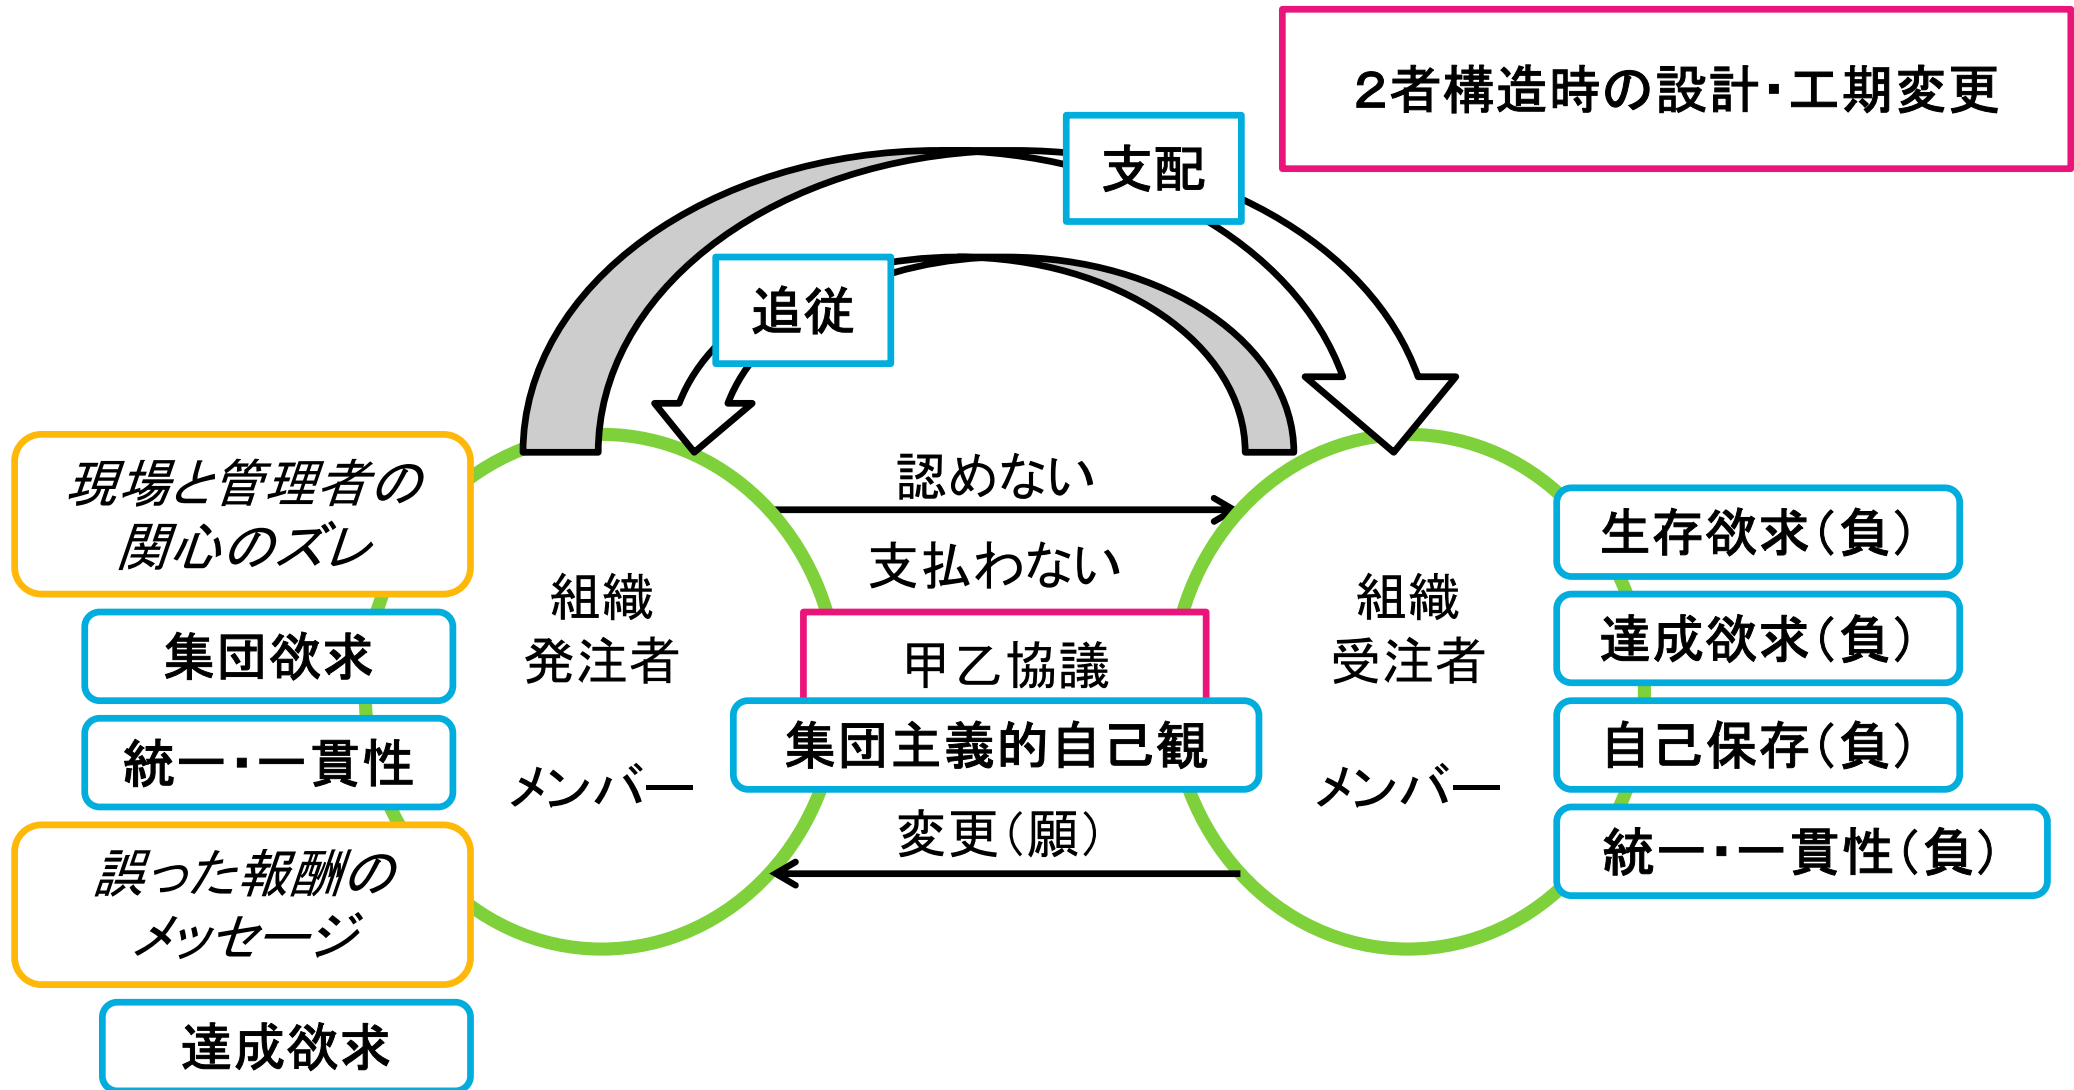 ２者構造時の設計・工期変更
支配
追従
現場と管理者の
関心のズレ
集団欲求
統一・一貫性
誤った報酬の
メッセージ
達成欲求
組織
発注者
メンバー
認めない
支払わない
甲乙協議
集団主義的自己観
変更（願）
組織
受注者
メンバー
生存欲求（負）
達成欲求（負）
自己保存（負）
統一・一貫性（負）